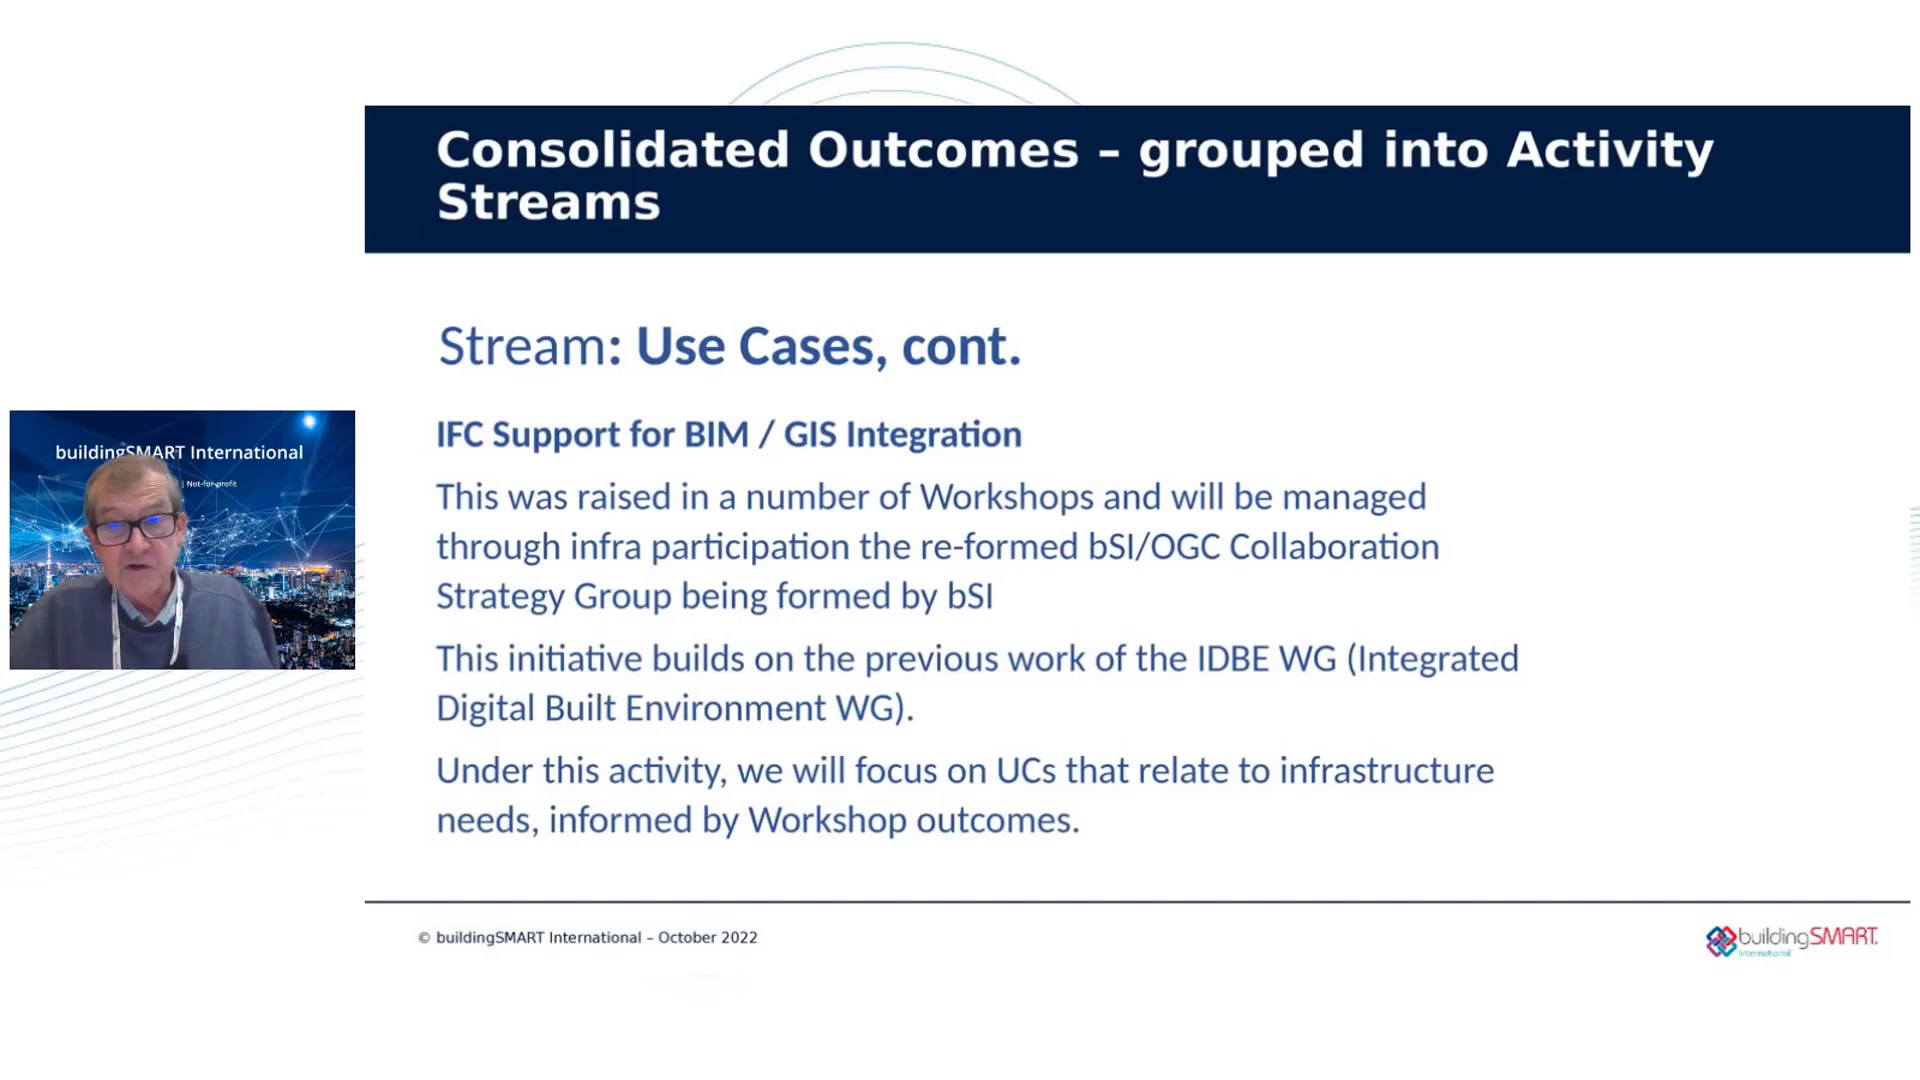 Consolidated Outcomes – grouped into Activity
Streams
Stream: Use Cases, cont.
IFC Support for BIM / GIS Integration
This was raised in a number of Workshops and will be managed
through infra participation the re-formed bSI/OGC Collaboration
Strategy Group being formed by bSI
This initiative builds on the previous work of the IDBE WG (Integrated
Digital Built Environment WG).
Under this activity, we will focus on UCs that relate to infrastructure
needs, informed by Workshop outcomes.
buildingSMART International
| Not-for-profit
© buildingSMART International – October 2022
buildingSMART.
International